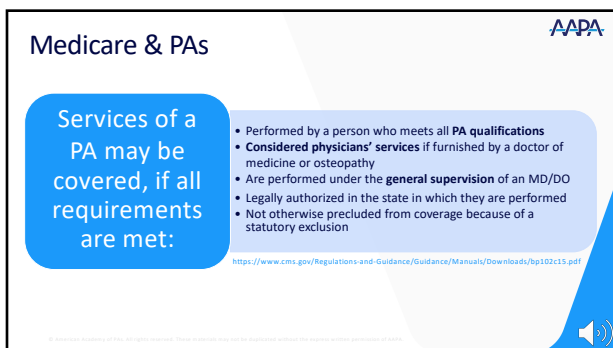 AAPA
Medicare & PAs
Services of a
PA may be
covered, if all
requirements
are met:
• Performed by a person who meets all PA qualifications
• Considered physicians' services if furnished by a doctor of
medicine or osteopathy
• Are performed under the general supervision of an MD/DO
• Legally authorized in the state in which they are performed
• Not otherwise precluded from coverage because of a
statutory exclusion
https://www.cms.gov/Regulations-and-Guidance/Guidance/Manuals/Downloads/bp102c15.pdf